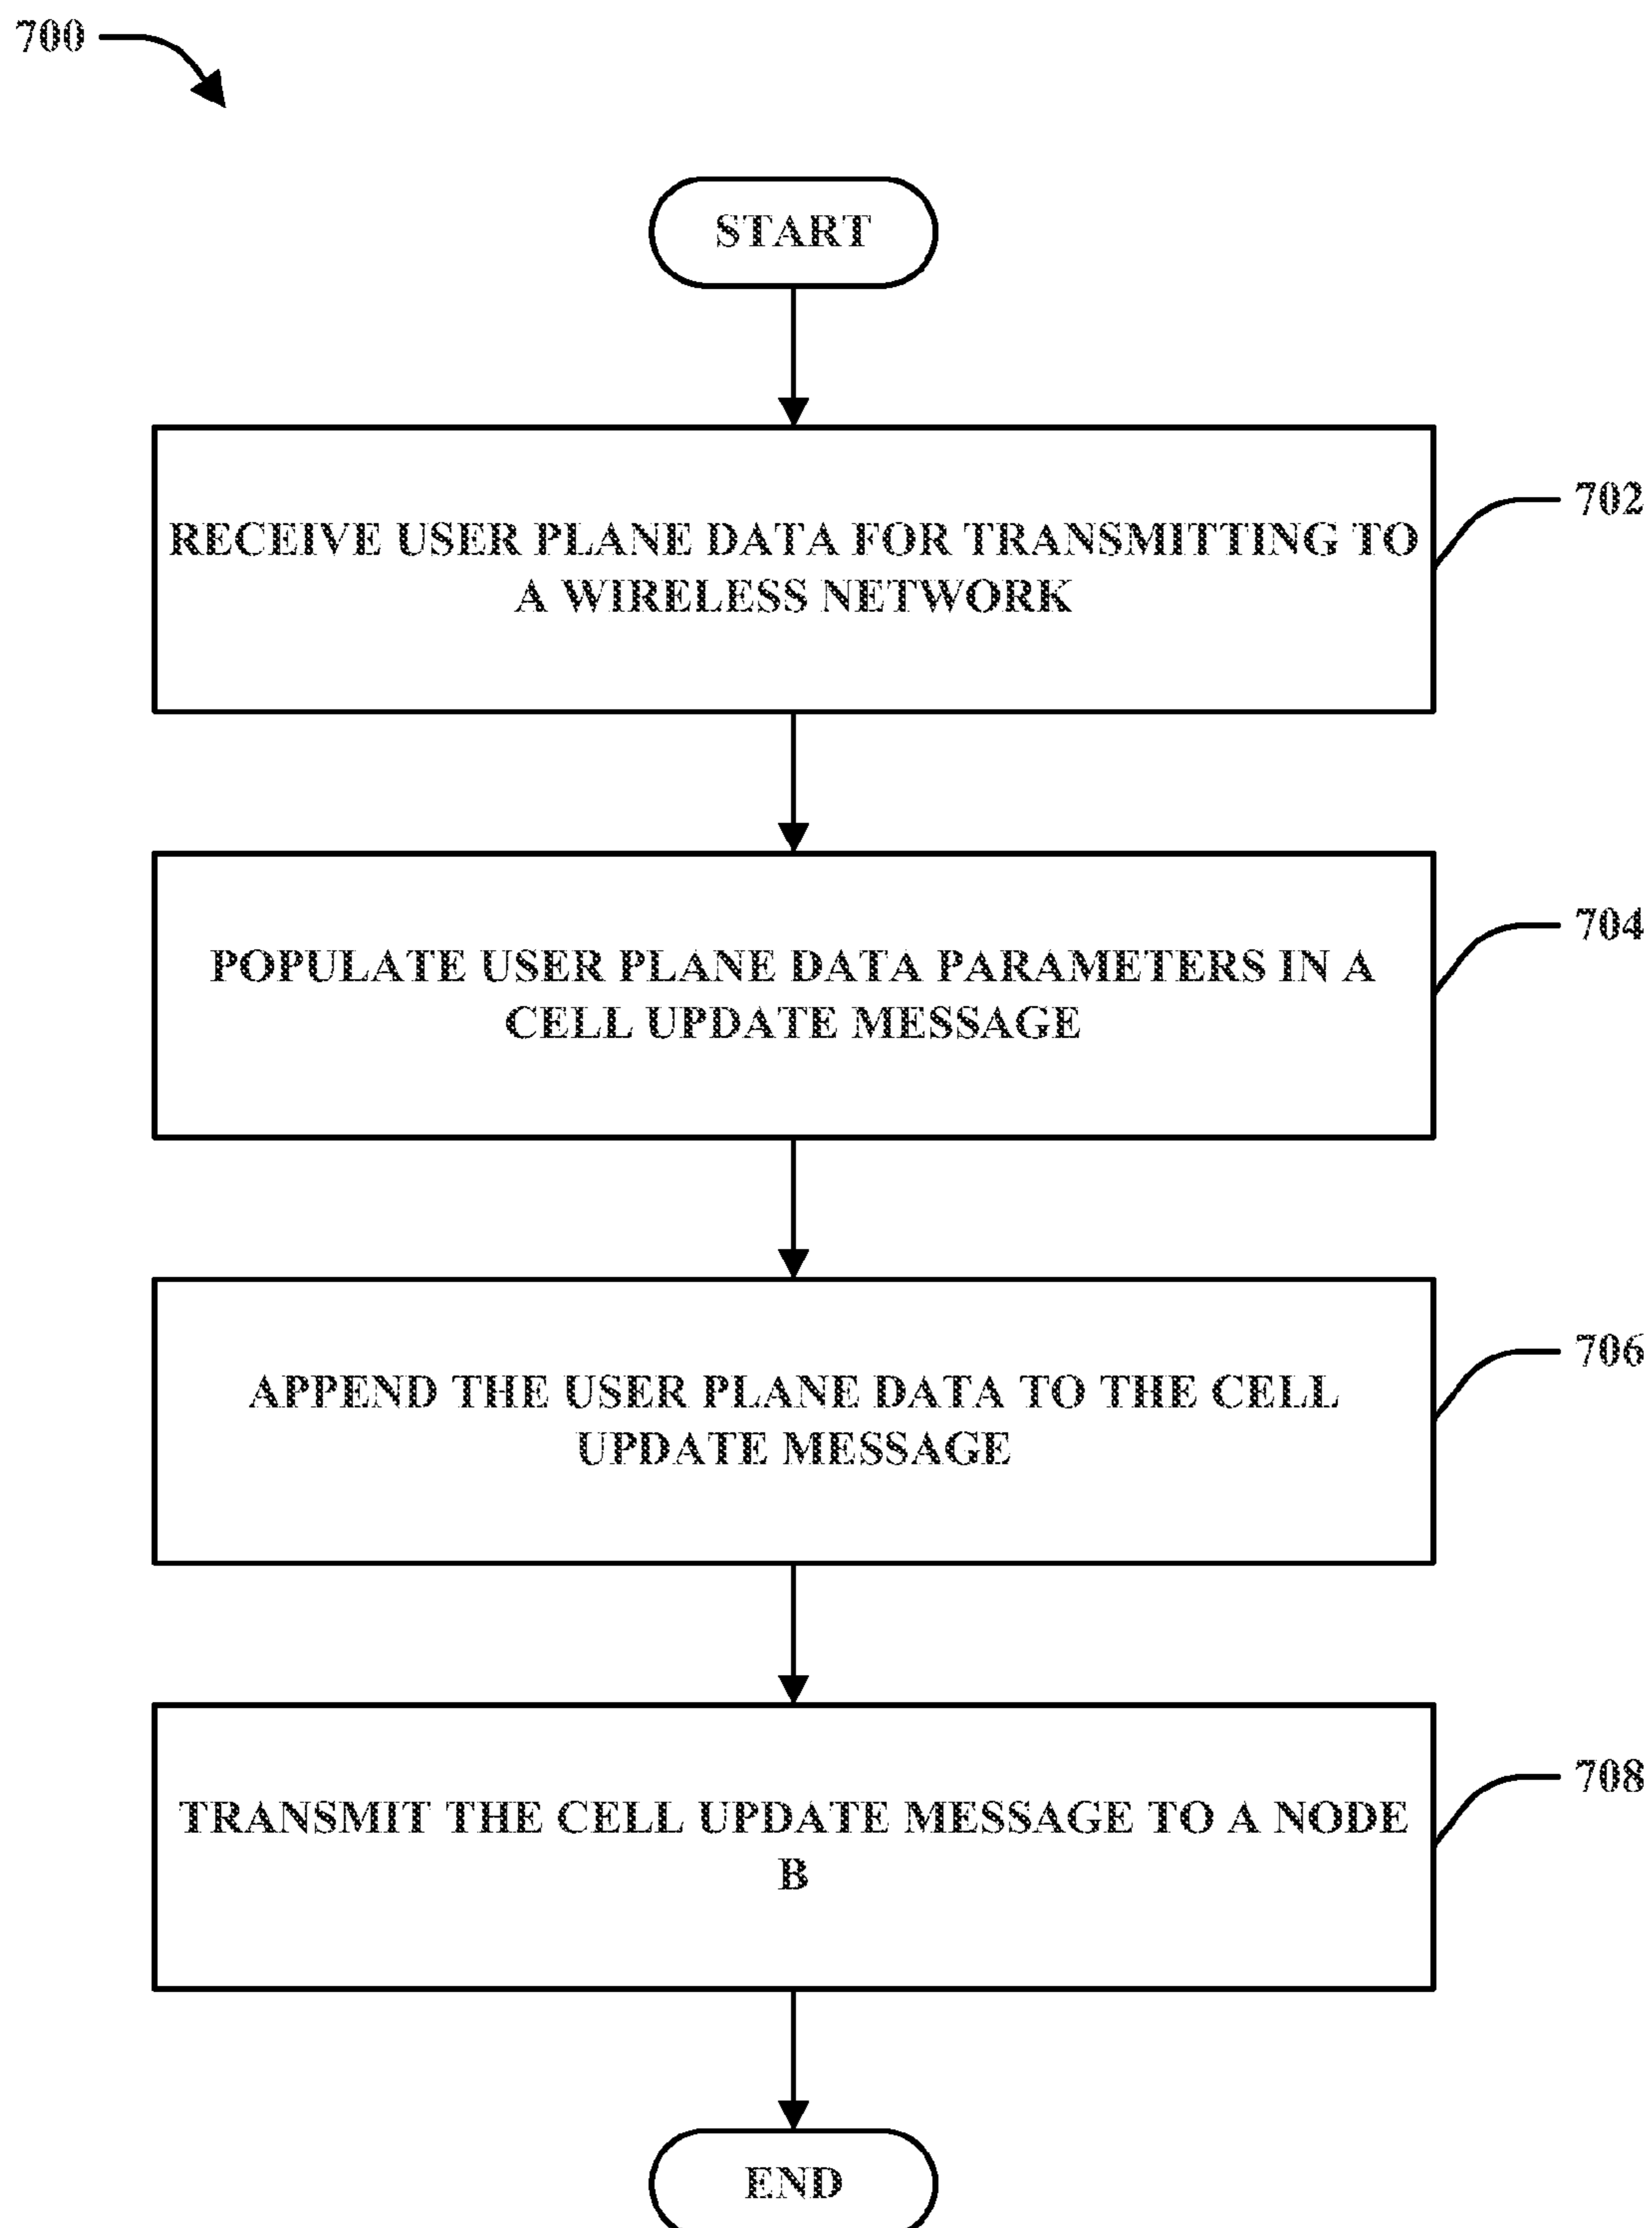 700
START
RECEIVE USER PLANE DATA FOR TRANSMITTING TO
A WIRELESS NETWORK
702
POPULATE USER PLANE DATA PARAMETERS IN A
CELL UPDATE MESSAGE
704
APPEND THE USER PLANE DATA TO THE CELL
UPDATE MESSAGE
706
TRANSMIT THE CELL UPDATE MESSAGE TO A NODE
B
708
END